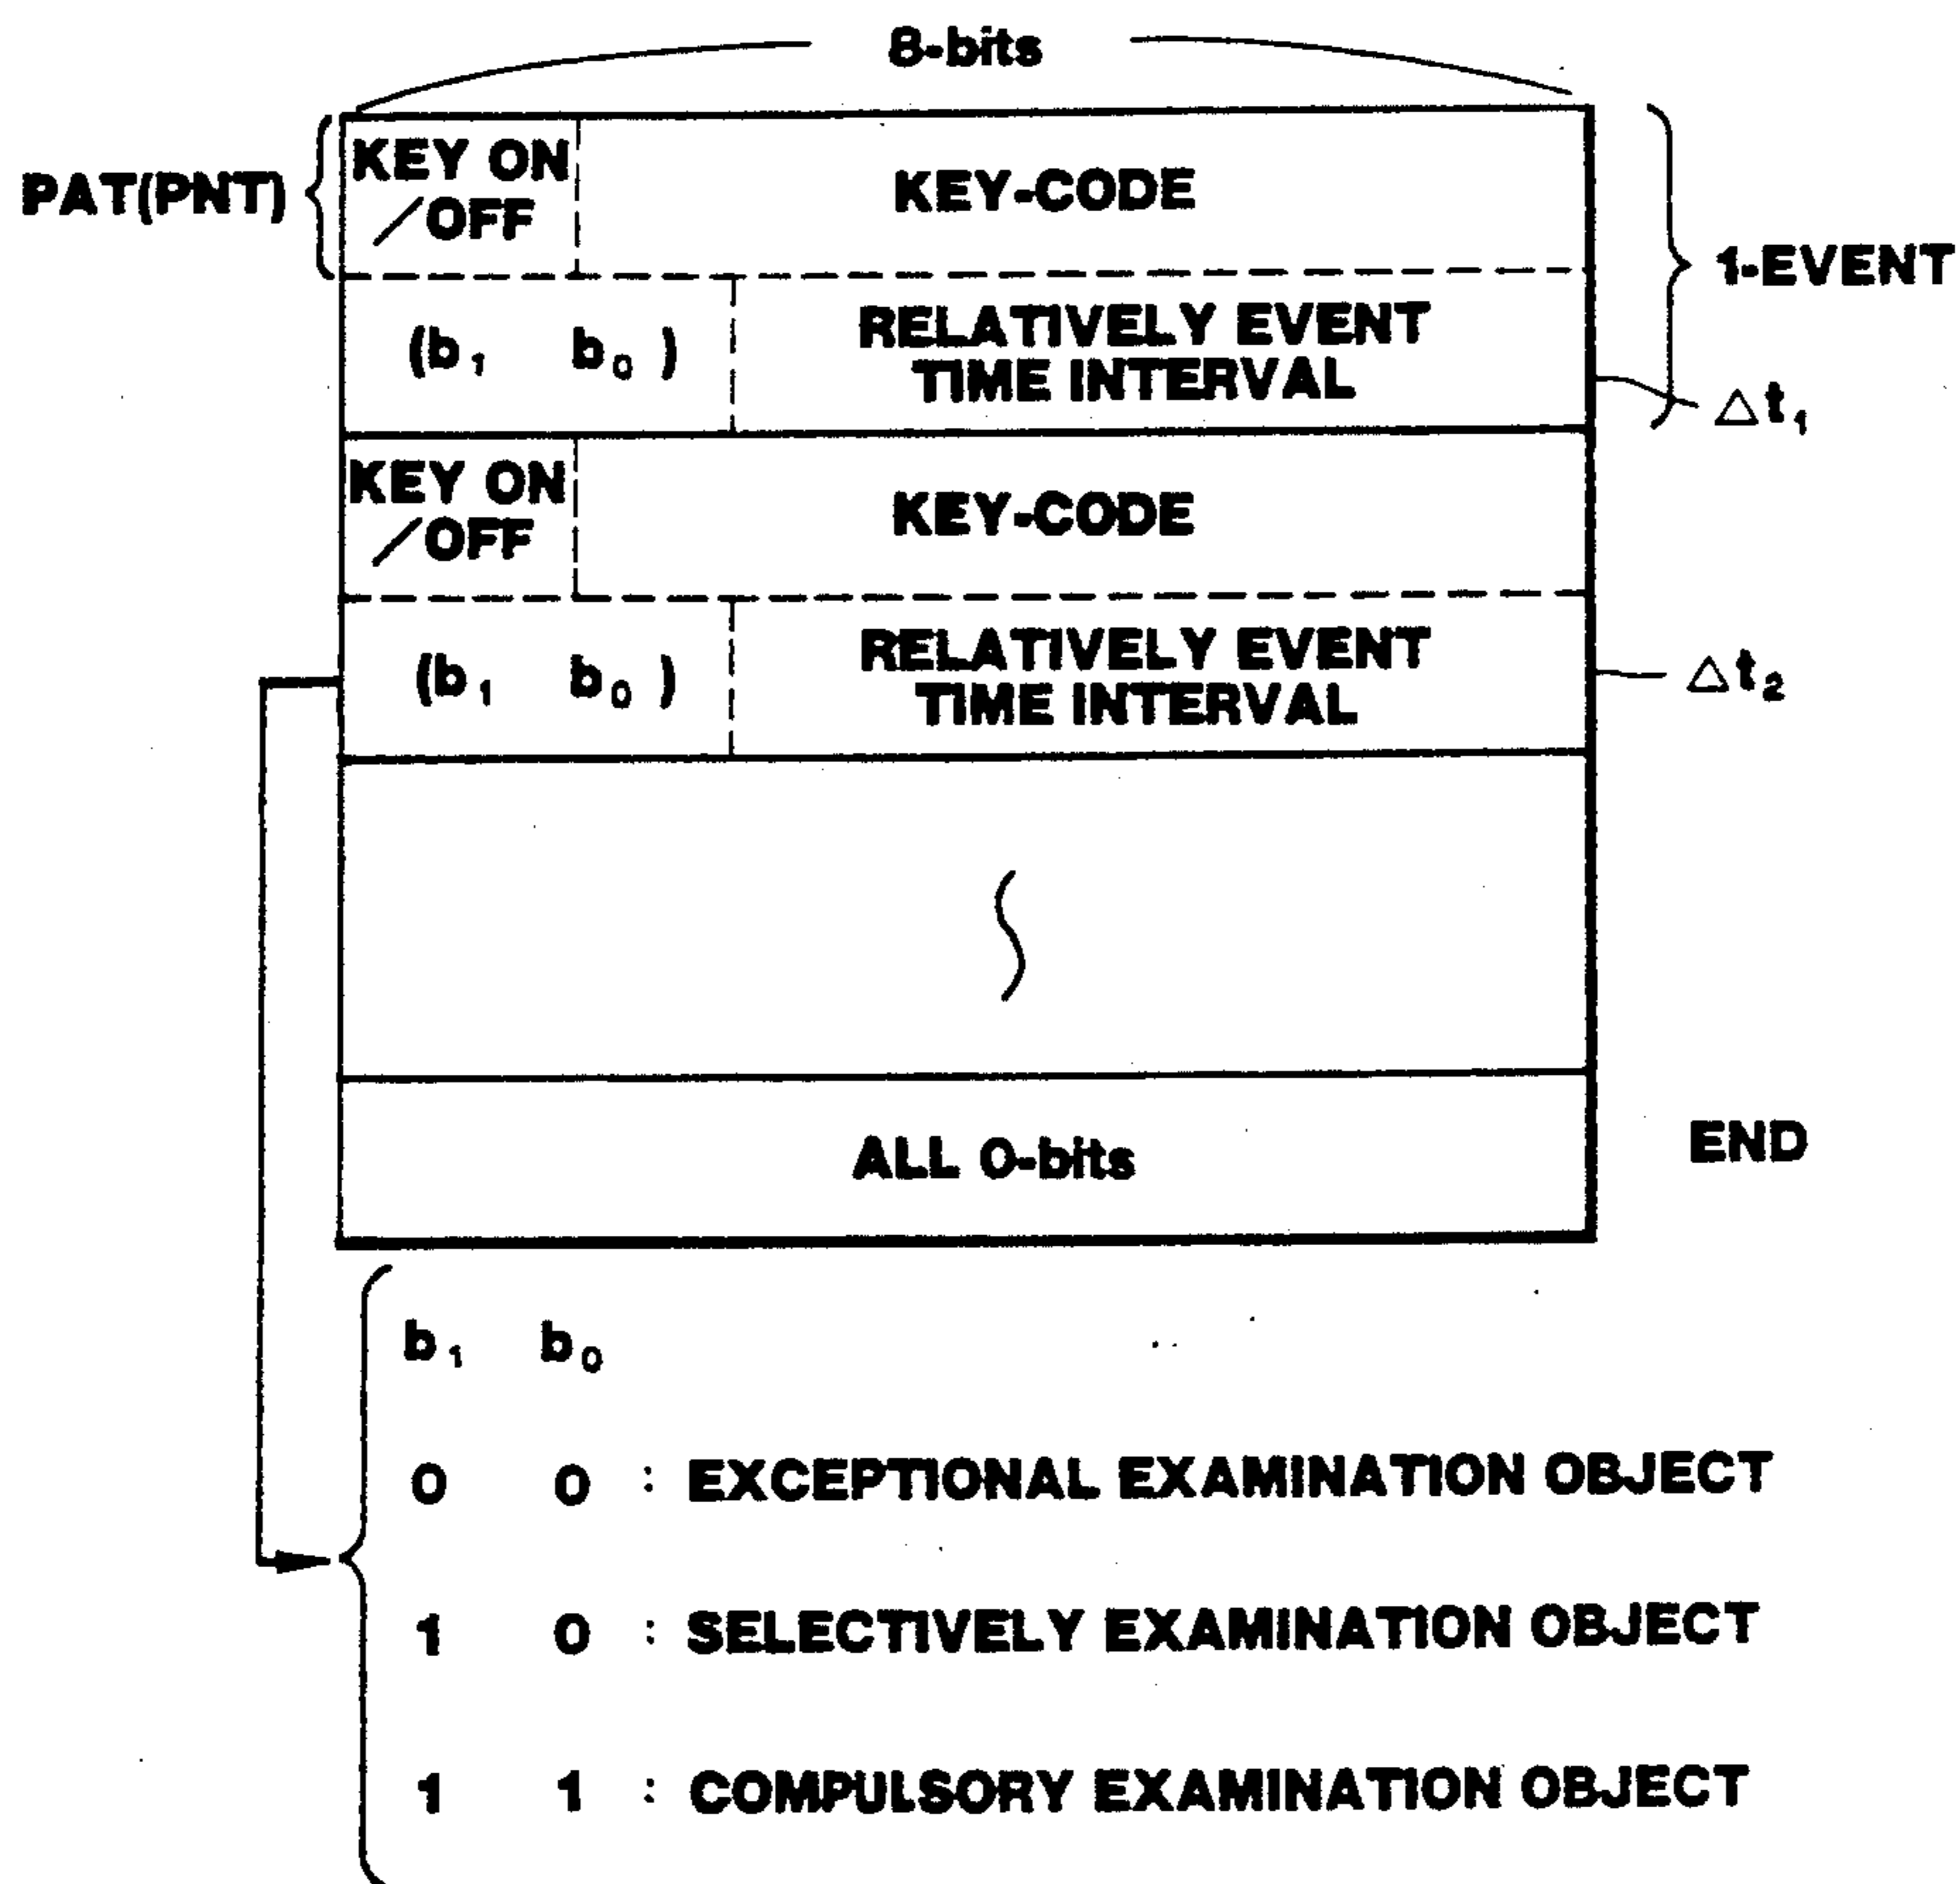 8-bits
PAT(PNT)
KEY ON
/OFF
KEY-CODE
1-EVENT
(b₁ b₀)
RELATIVELY EVENT
TIME INTERVAL
Δt₁
KEY ON
/OFF
KEY-CODE
(b₁ b₀)
RELATIVELY EVENT
TIME INTERVAL
Δt₂
ALL 0-bits
END
b₁ b₀
0 0 : EXCEPTIONAL EXAMINATION OBJECT
1 0 : SELECTIVELY EXAMINATION OBJECT
1 1 : COMPULSORY EXAMINATION OBJECT